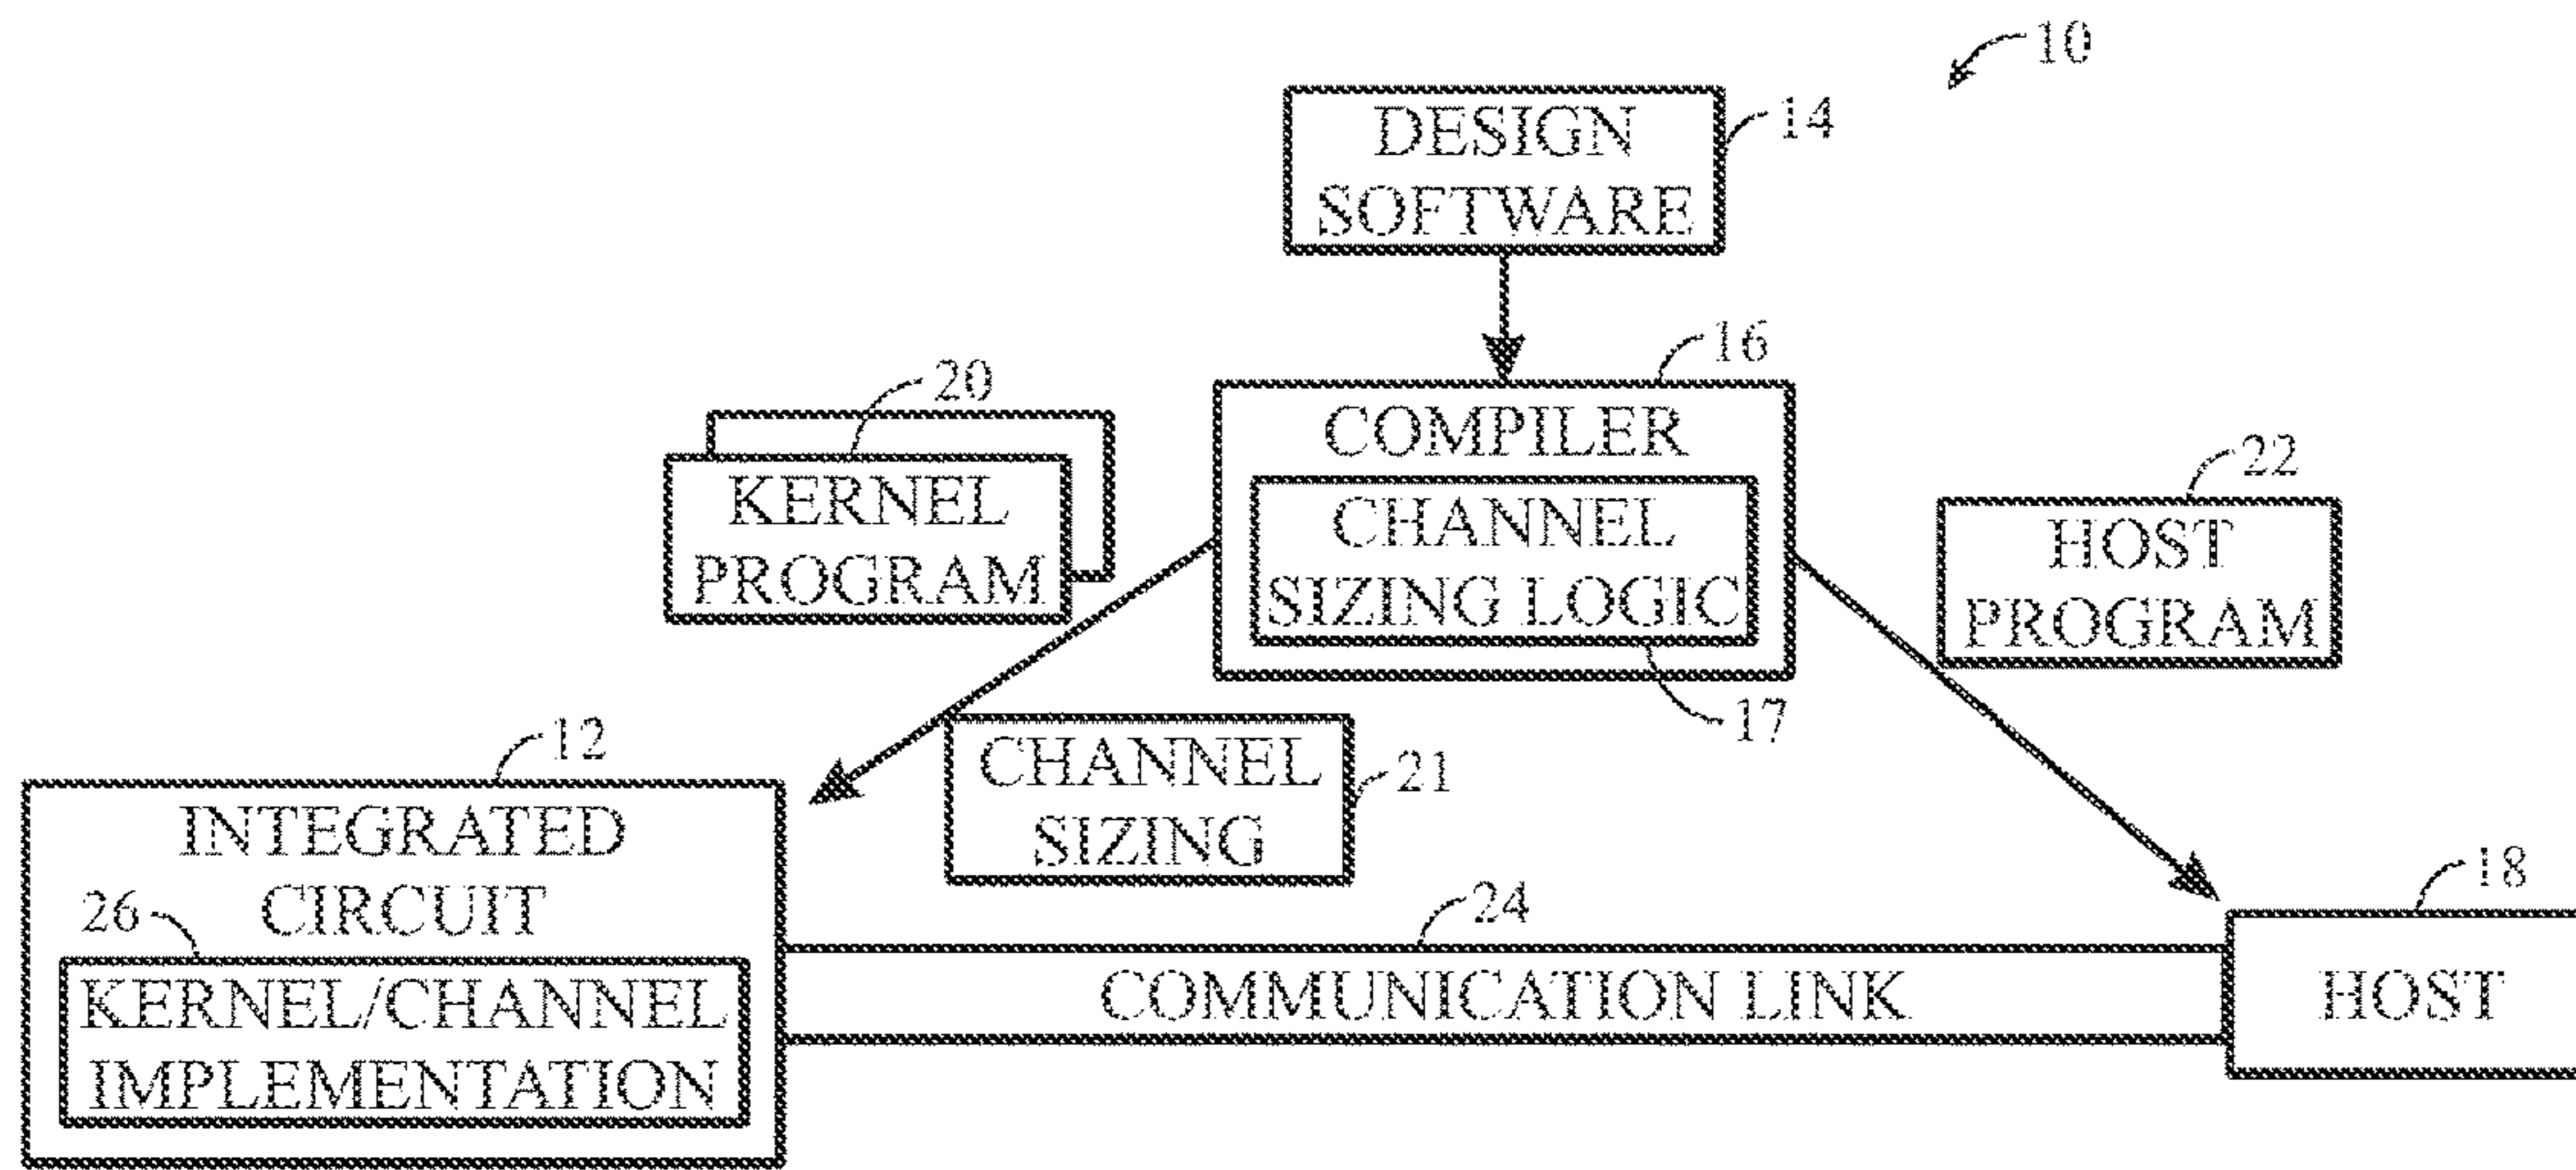 10
DESIGN
SOFTWARE
14
16
COMPILER
CHANNEL
SIZING LOGIC
17
20
KERNEL
PROGRAM
22
HOST
PROGRAM
CHANNEL
SIZING
21
12
INTEGRATED
CIRCUIT
26
KERNEL/CHANNEL
IMPLEMENTATION
24
COMMUNICATION LINK
18
HOST